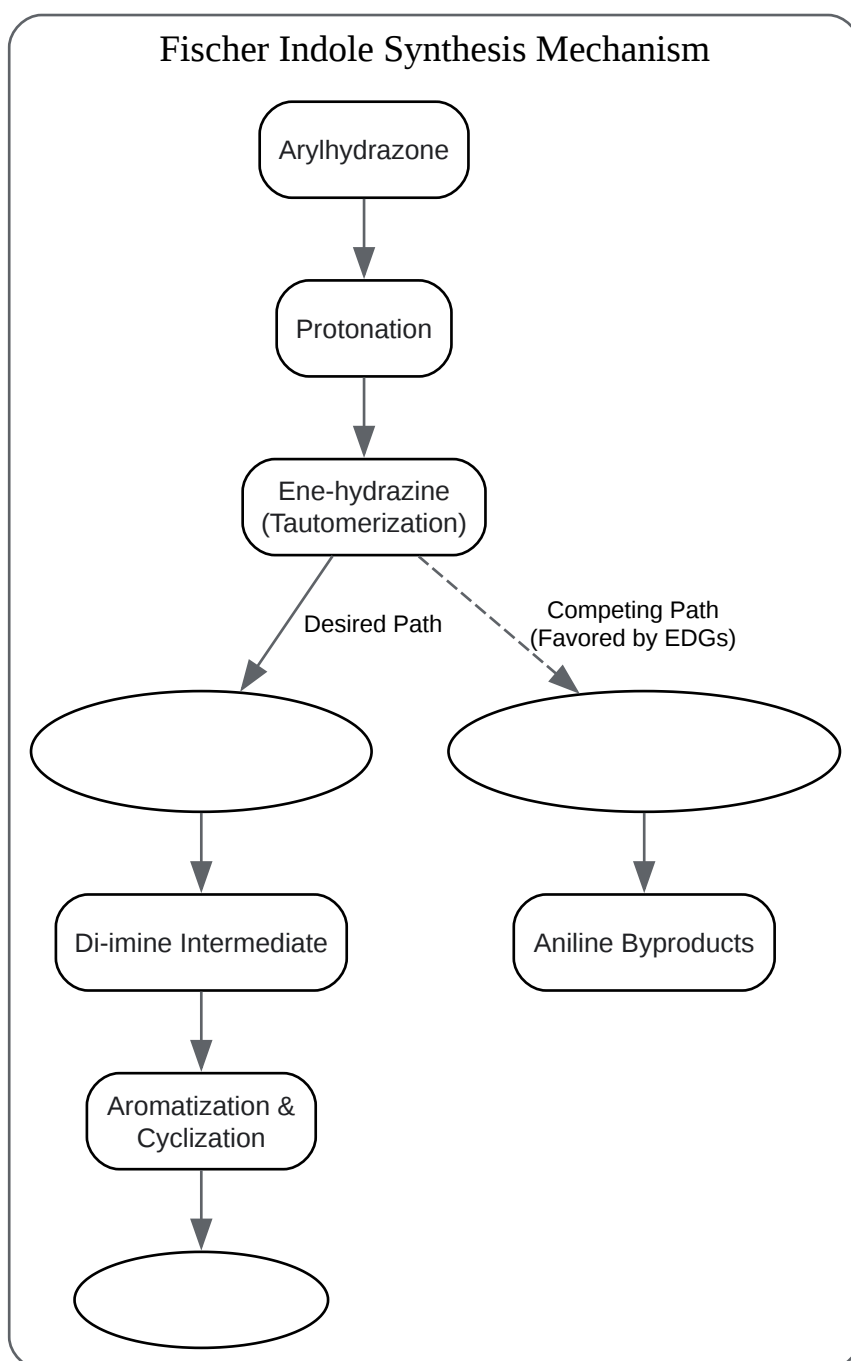 Fischer Indole Synthesis Mechanism
Arylhydrazone
Protonation
Ene-hydrazine
(Tautomerization)
Desired Path
Competing Path
(Favored by EDGs)
Di-imine Intermediate
Aniline Byproducts
Aromatization &
Cyclization